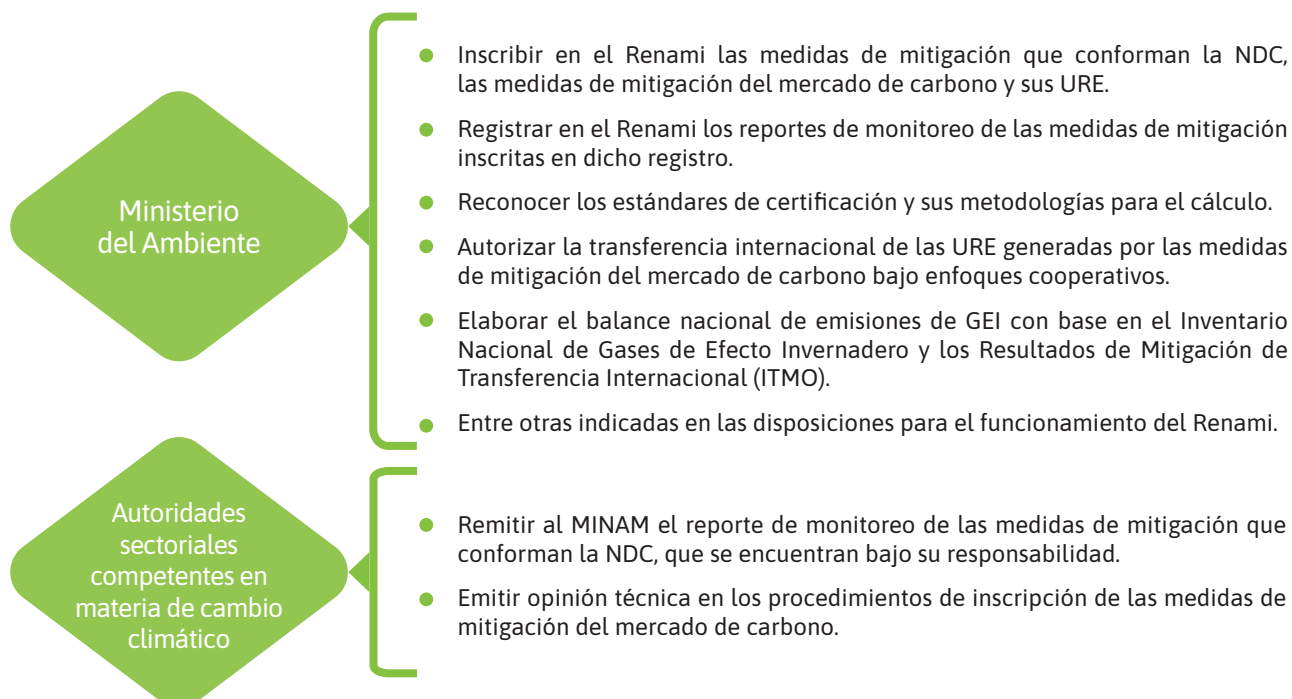 Ministerio
del Ambiente
Inscribir en el Renami las medidas de mitigación que conforman la NDC,
las medidas de mitigación del mercado de carbono y sus URE.
Registrar en el Renami los reportes de monitoreo de las medidas de mitigación
inscritas en dicho registro.
Reconocer los estándares de certificación y sus metodologías para el cálculo.
Autorizar la transferencia internacional de las URE generadas por las medidas
de mitigación del mercado de carbono bajo enfoques cooperativos.
Elaborar el balance nacional de emisiones de GEI con base en el Inventario
Nacional de Gases de Efecto Invernadero y los Resultados de Mitigación de
Transferencia Internacional (ITMO).
Entre otras indicadas en las disposiciones para el funcionamiento del Renami.
Autoridades
sectoriales
competentes en
materia de cambio
climático
Remitir al MINAM el reporte de monitoreo de las medidas de mitigación que
conforman la NDC, que se encuentran bajo su responsabilidad.
Emitir opinión técnica en los procedimientos de inscripción de las medidas de
mitigación del mercado de carbono.